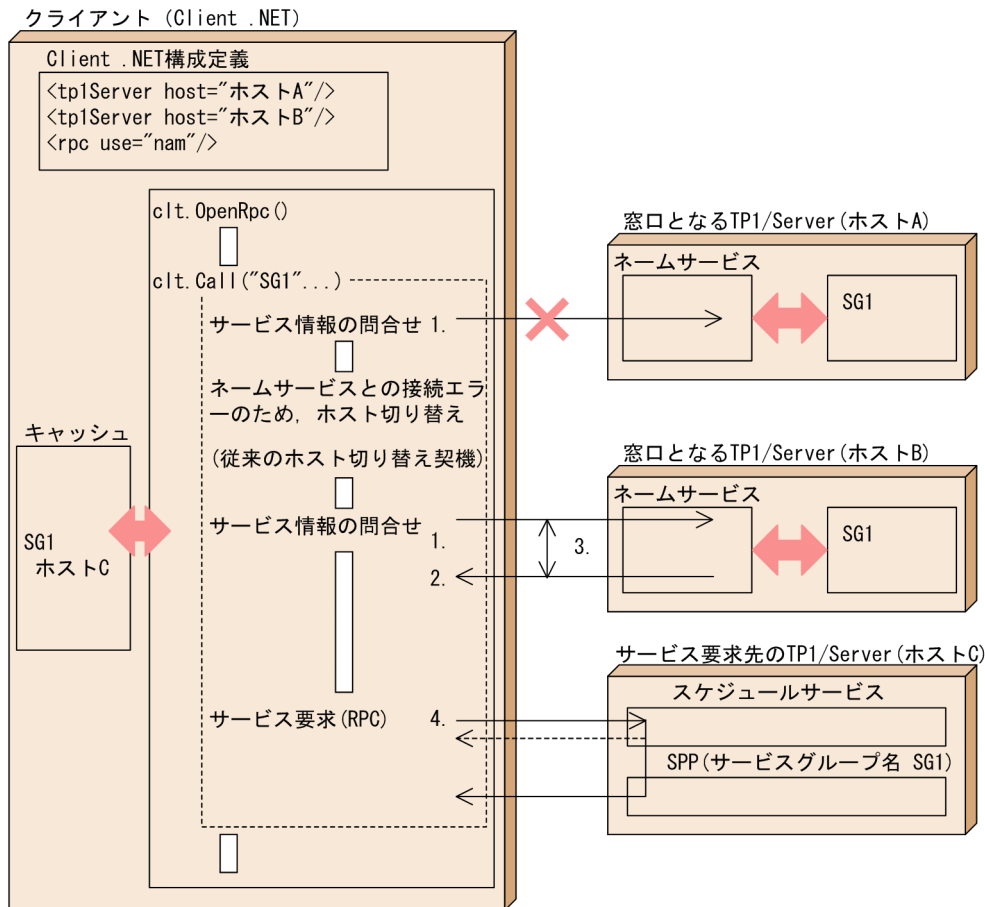 クライアント (Client .NET)
Client .NET構成定義
<tp1Server host="ホストA"/>
<tp1Server host="ホストB"/>
<rpc use="nam"/>
clt.OpenRpc()
clt.Call("SG1"...)
サービス情報の問合せ 1.
ネームサービスとの接続エラ
ーのため, ホスト切り替え
(従来のホスト切り替え契機)
サービス情報の問合せ
1.
2.
3.
サービス要求(RPC) 4.
キャッシュ
SG1
ホストC
窓口となるTP1/Server(ホストA)
ネームサービス
SG1
窓口となるTP1/Server(ホストB)
ネームサービス
SG1
サービス要求先のTP1/Server(ホストC)
スケジュールサービス
SPP(サービスグループ名 SG1)